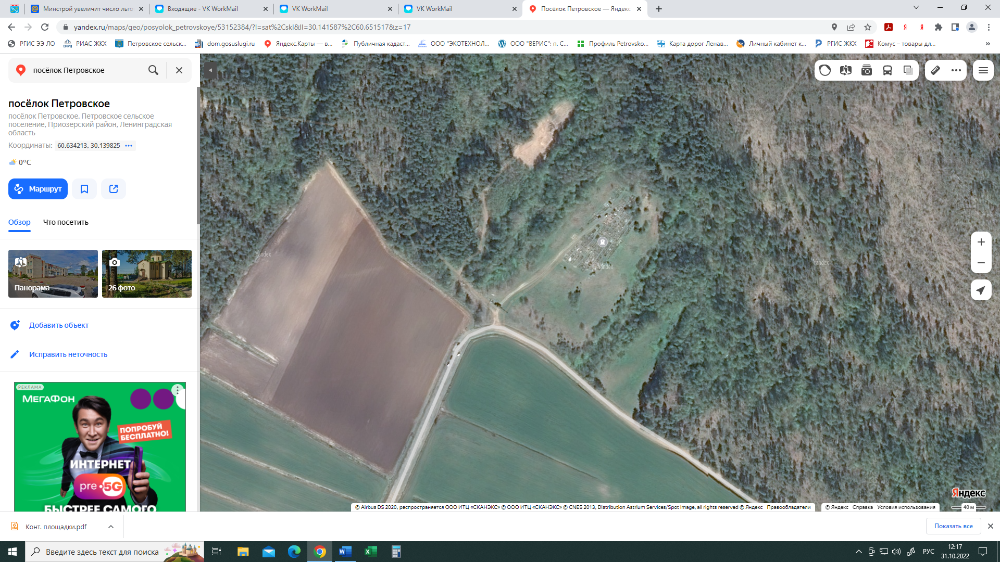 Минстрой увеличит число льго
Входящие - VK WorkMail
VK WorkMail
VK WorkMail
Посёлок Петровское — Яндекс
yandex.ru/maps/geo/posyolok_petrovskoye/53152384/?l=sat%2Cskl&ll=30.141587%2C60.651517&z=17
РГИС ЭЭ ЛО
РИАС ЖКХ
Петровское сельск...
dom.gosuslugi.ru
Яндекс.Карты — в...
Публичная кадаст...
ООО "ЭКОТЕХНОЛ...
ООО "ВЕРИС": п. С...
Профиль Petrovsko...
Карта дорог Ленав...
Личный кабинет к...
РГИС ЖКХ
Комус – товары дл...
»
посёлок Петровское
посёлок Петровское
посёлок Петровское, Петровское сельское
поселение, Приозерский район, Ленинградская
область
Координаты: 60.634213, 30.139825
0°C
Маршрут
Обзор
Что посетить
Панорама
26 фото
Добавить объект
Исправить неточность
РЕКЛАМА
МЕГАФОН
ПОПРОБУЙ
БЕСПЛАТНО!
ИНТЕРНЕТ
pre·5G
БЫСТРЕЕ САМОГО
Yandex
Yandex
Yandex
Яндекс
© Airbus DS 2020, распространяется ООО ИТЦ «СКАНЭКС» © ООО ИТЦ «СКАНЭКС» © CNES 2013, Distribution Astrium Services/Spot Image, all rights reserved © Яндекс Правообладатели
© Яндекс Справка Условия использования
40 м
Конт. площадки.pdf
Показать все
Введите здесь текст для поиска
РУС
12:17
31.10.2022